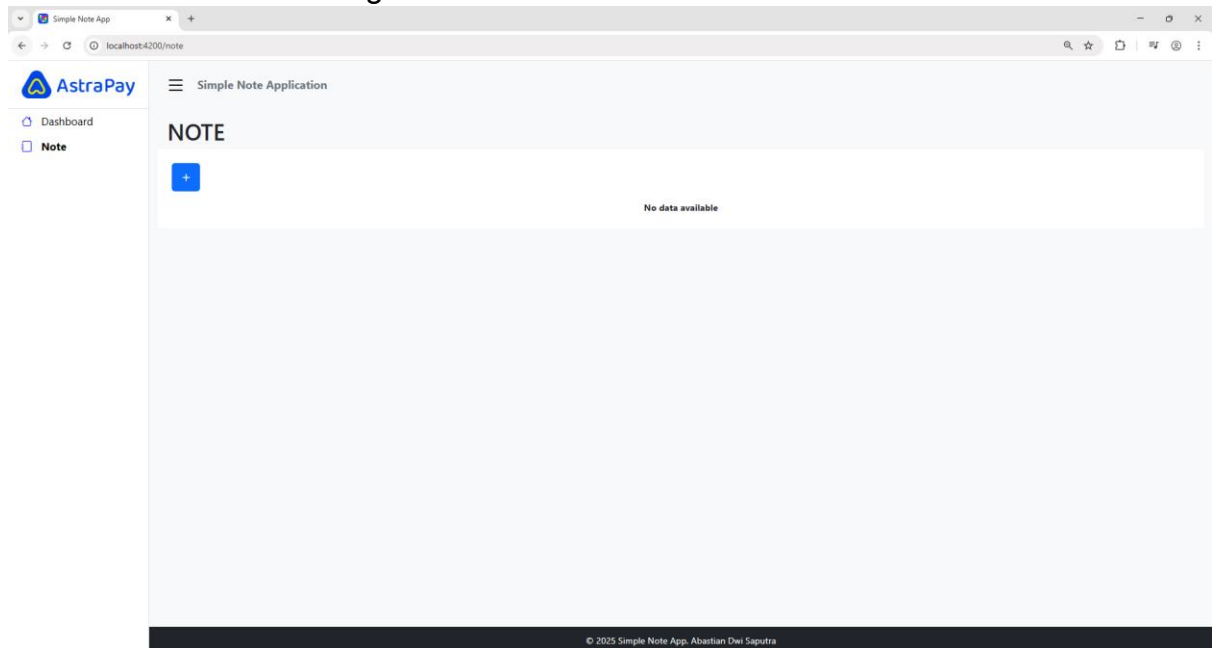 Simple Note App
localhost:4200/note
AstraPay
Simple Note Application
Dashboard
Note
NOTE
+
No data available
© 2025 Simple Note App. Abastian Dwi Saputra